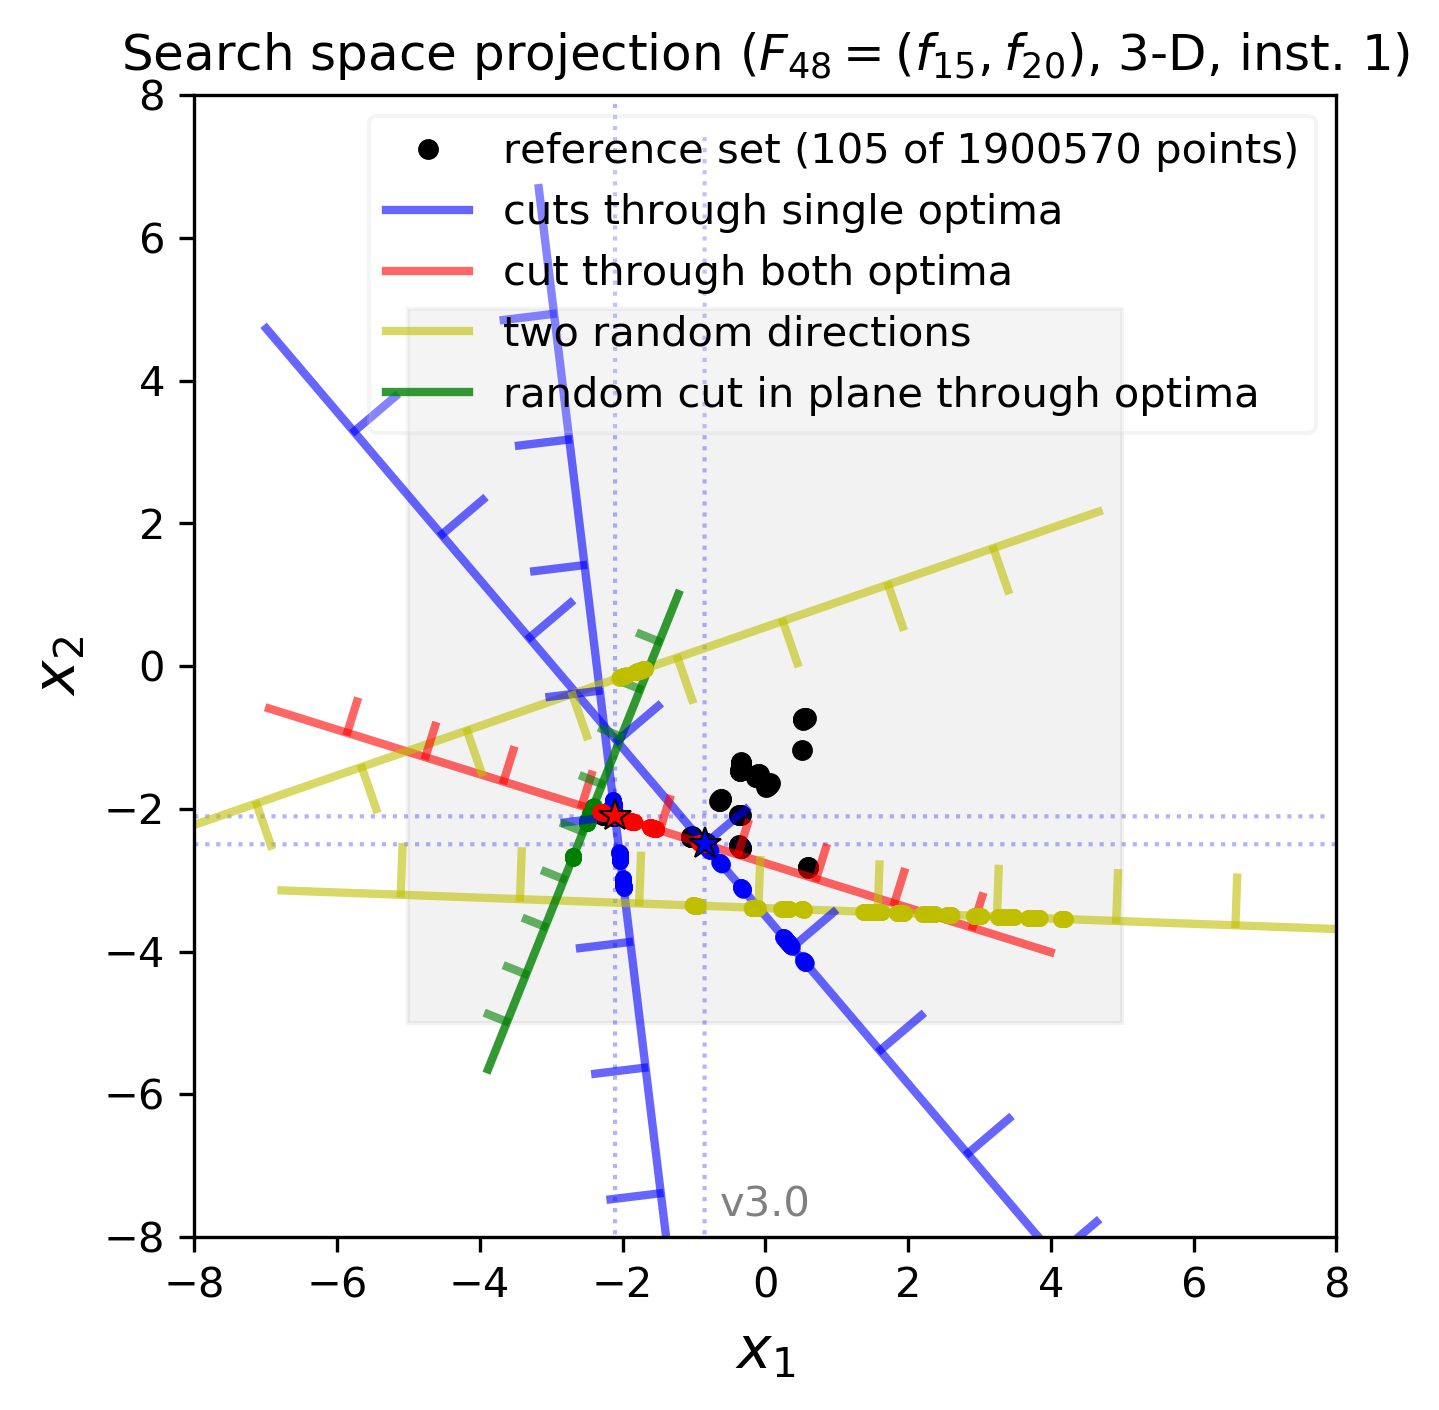 Search space projection (F₄₈ = (f₁₅, f₂₀), 3-D, inst. 1)
8
6
4
2
0
−2
−4
−6
−8
x₂
reference set (105 of 1900570 points)
cuts through single optima
cut through both optima
two random directions
random cut in plane through optima
v3.0
−8 −6 −4 −2 0 2 4 6 8
x₁